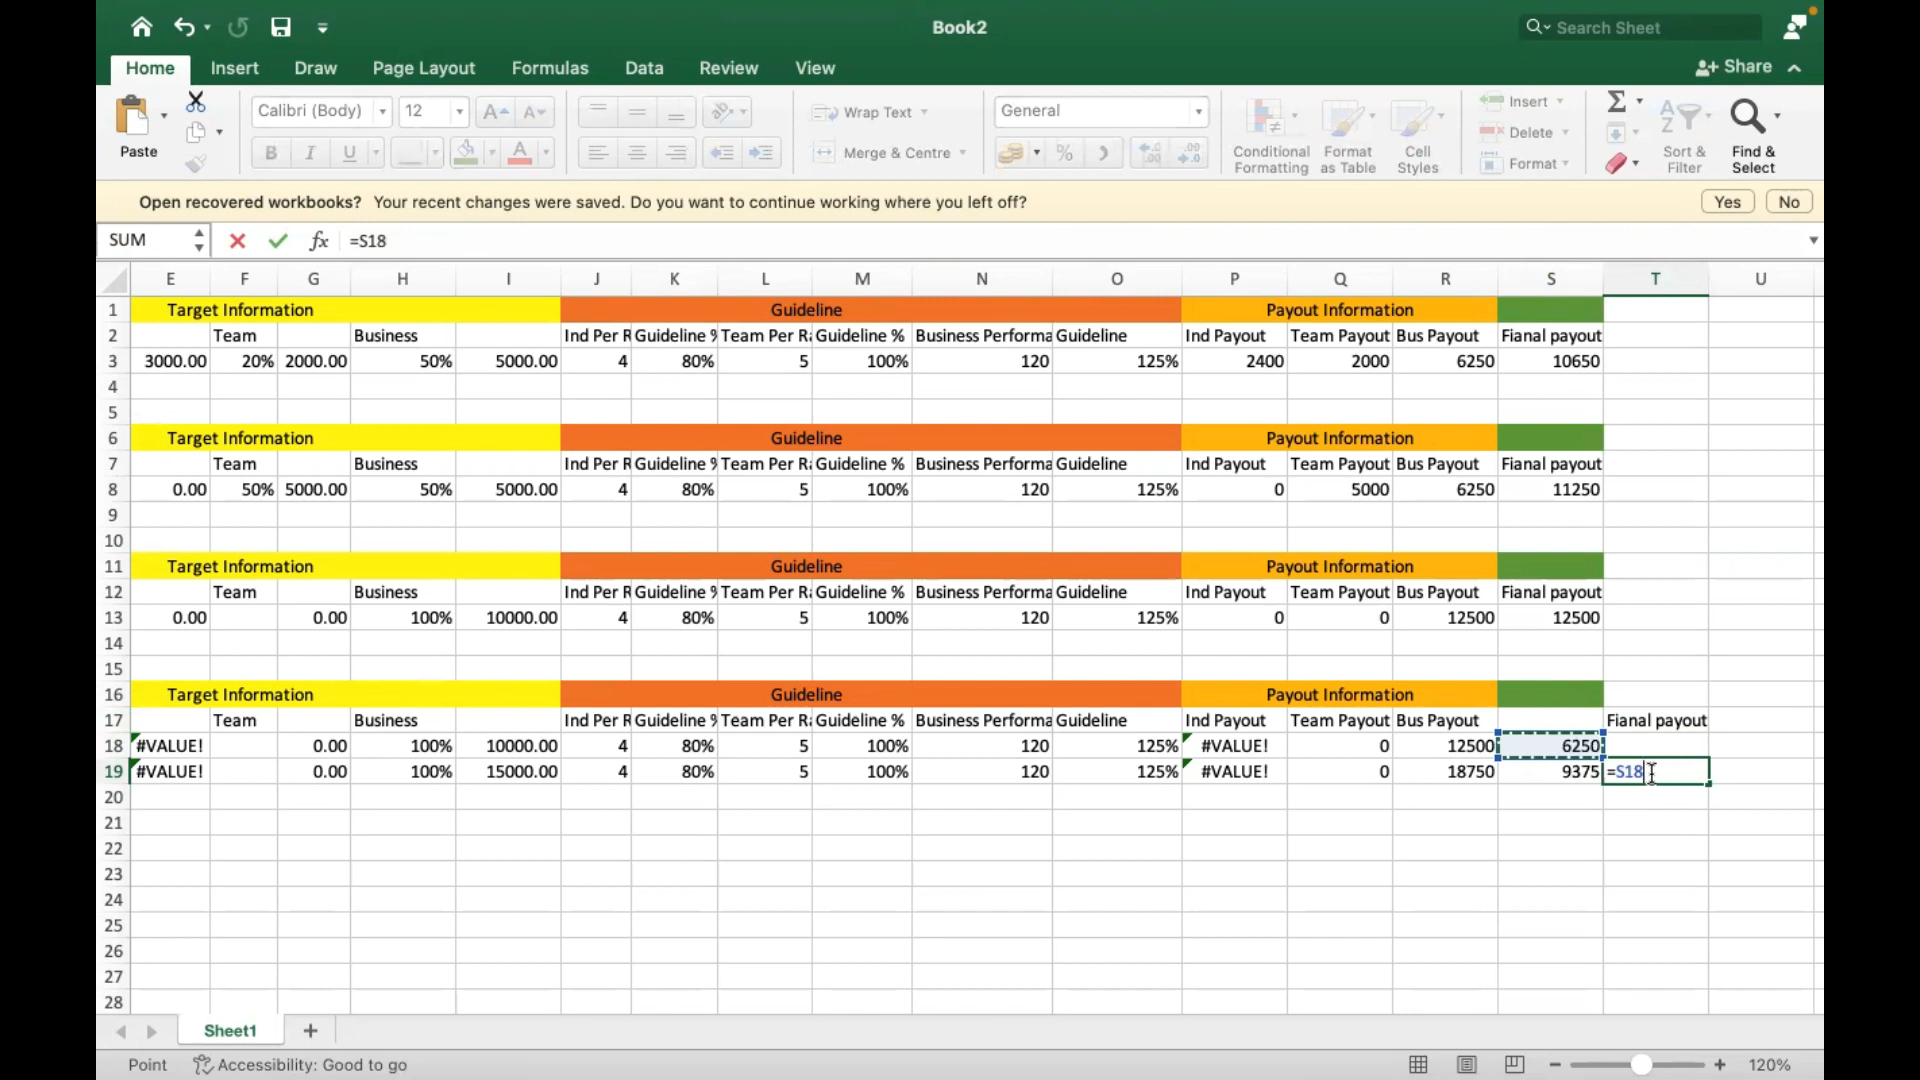 Book2
Search Sheet
Home Insert Draw Page Layout Formulas Data Review View
Share
Paste
Calibri (Body) 12
Wrap Text
Merge & Centre
General
Conditional Formatting
Format as Table
Cell Styles
Insert
Delete
Format
Sort & Filter
Find & Select
Open recovered workbooks? Your recent changes were saved. Do you want to continue working where you left off? Yes No
SUM fx =S18
E F G H I J K L M N O P Q R S T U
1 Target Information Guideline Payout Information
2 Team Business Ind Per R Guideline % Team Per Ra Guideline % Business Performa Guideline Ind Payout Team Payout Bus Payout Fianal payout
3 3000.00 20% 2000.00 50% 5000.00 4 80% 5 100% 120 125% 2400 2000 6250 10650
4
5
6 Target Information Guideline Payout Information
7 Team Business Ind Per R Guideline % Team Per Ra Guideline % Business Performa Guideline Ind Payout Team Payout Bus Payout Fianal payout
8 0.00 50% 5000.00 50% 5000.00 4 80% 5 100% 120 125% 0 5000 6250 11250
9
10
11 Target Information Guideline Payout Information
12 Team Business Ind Per R Guideline % Team Per Ra Guideline % Business Performa Guideline Ind Payout Team Payout Bus Payout Fianal payout
13 0.00 0.00 100% 10000.00 4 80% 5 100% 120 125% 0 0 12500 12500
14
15
16 Target Information Guideline Payout Information
17 Team Business Ind Per R Guideline % Team Per Ra Guideline % Business Performa Guideline Ind Payout Team Payout Bus Payout Fianal payout
18 #VALUE! 0.00 100% 10000.00 4 80% 5 100% 120 125% #VALUE! 0 12500 6250
19 #VALUE! 0.00 100% 15000.00 4 80% 5 100% 120 125% #VALUE! 0 18750 9375 =S18
20
21
22
23
24
25
26
27
28
Sheet1
Point Accessibility: Good to go 120%